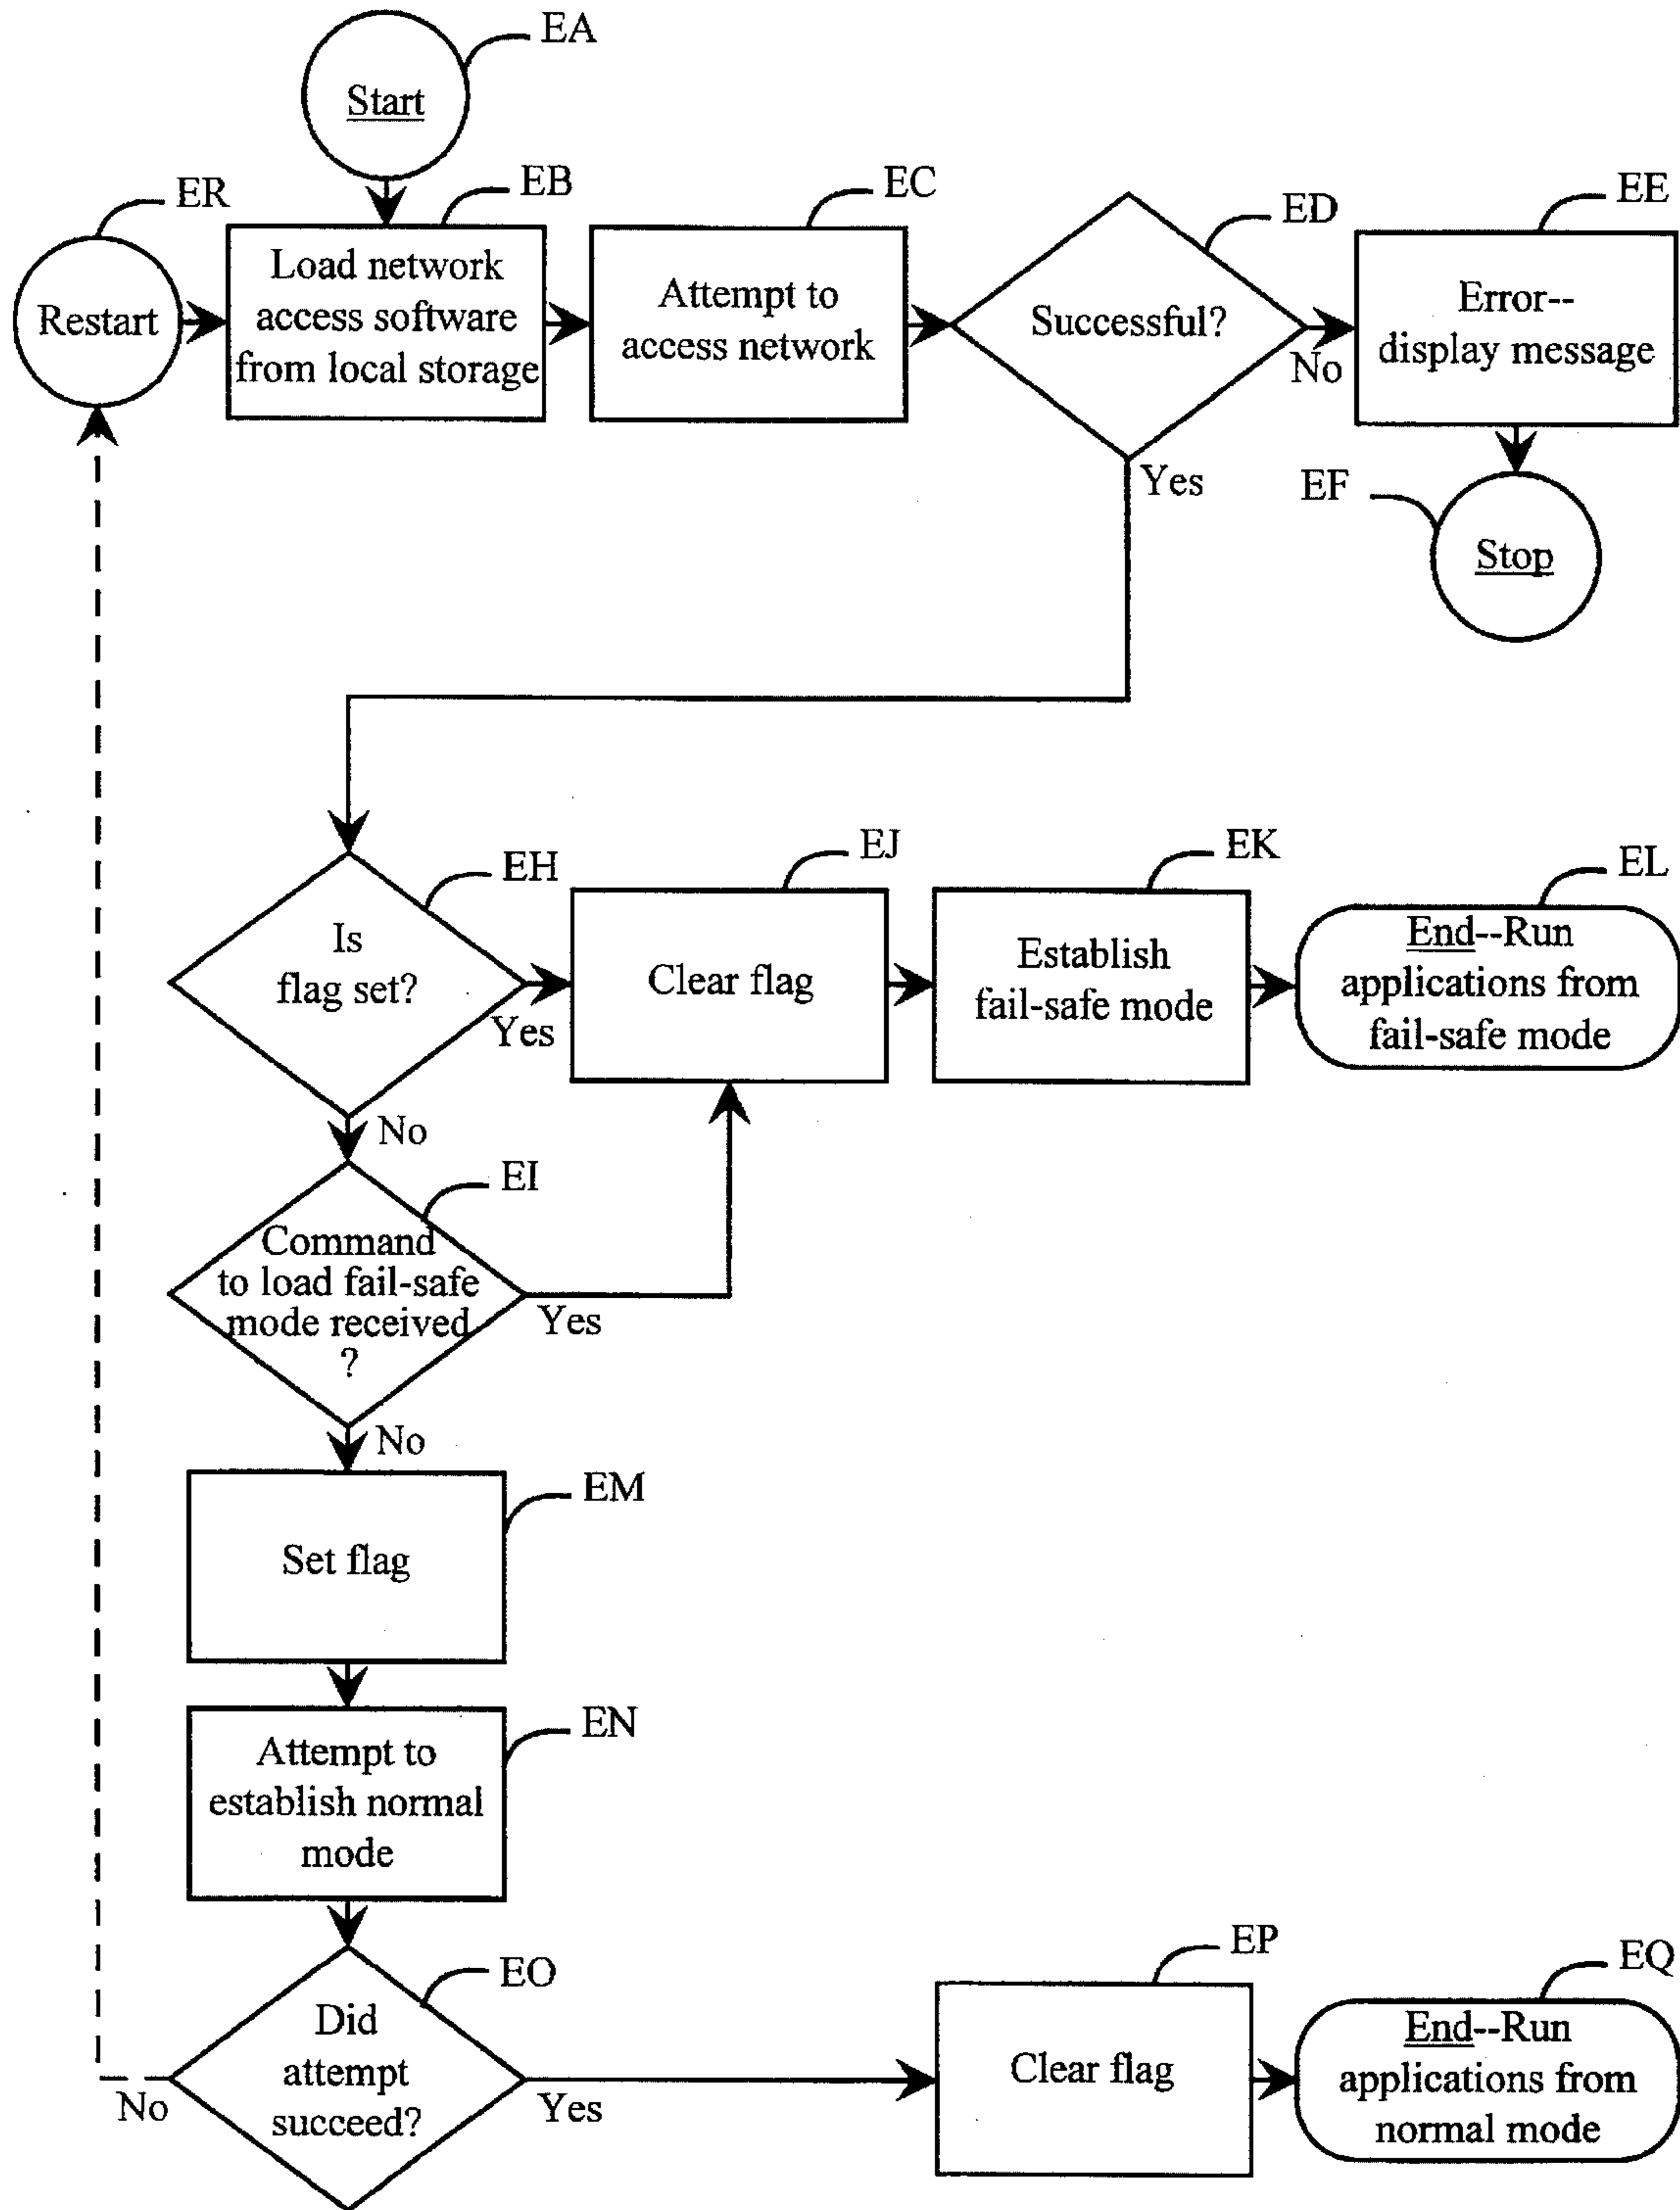 EA
Start
ER
Restart
EB
Load network
access software
from local storage
EC
Attempt to
access network
ED
Successful?
No
Yes
EE
Error--
display message
EF
Stop
EH
Is
flag set?
Yes
No
EJ
Clear flag
EK
Establish
fail-safe mode
EL
End--Run
applications from
fail-safe mode
EI
Command
to load fail-safe
mode received
?
Yes
No
EM
Set flag
EN
Attempt to
establish normal
mode
EO
Did
attempt
succeed?
No
Yes
EP
Clear flag
EQ
End--Run
applications from
normal mode